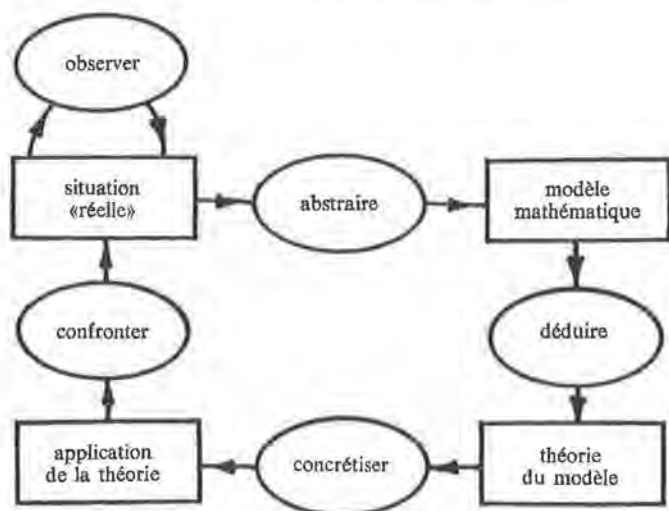 observer
situation
«réelle»
abstraire
modèle
mathématique
confronter
déduire
application
de la théorie
concrétiser
théorie
du modèle